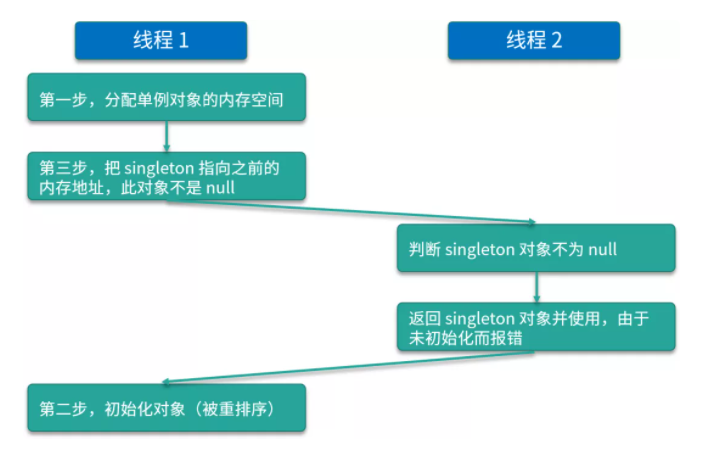 线程 1
线程 2
第一步，分配单例对象的内存空间
第三步，把 singleton 指向之前的
内存地址，此对象不是 null
判断 singleton 对象不为 null
返回 singleton 对象并使用，由于
未初始化而报错
第二步，初始化对象（被重排序）